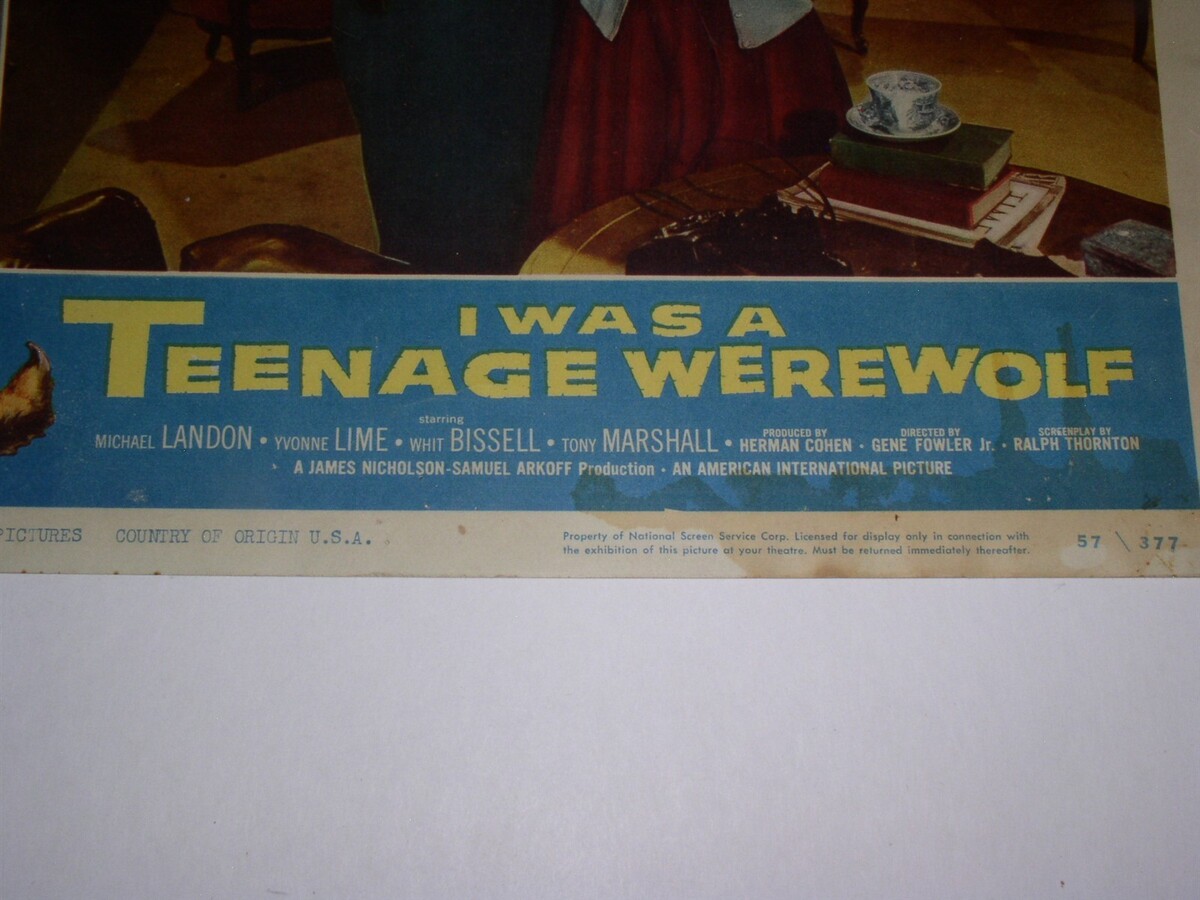 I WAS A
TEENAGE WEREWOLF
starring
MICHAEL LANDON • YVONNE LIME • WHIT BISSELL • TONY MARSHALL • PRODUCED BY HERMAN COHEN • DIRECTED BY GENE FOWLER Jr. • SCREENPLAY BY RALPH THORNTON
A JAMES NICHOLSON-SAMUEL ARKOFF Production • AN AMERICAN INTERNATIONAL PICTURE
PICTURES COUNTRY OF ORIGIN U.S.A.
Property of National Screen Service Corp. Licensed for display only in connection with
the exhibition of this picture at your theatre. Must be returned immediately thereafter.
57 \ 377